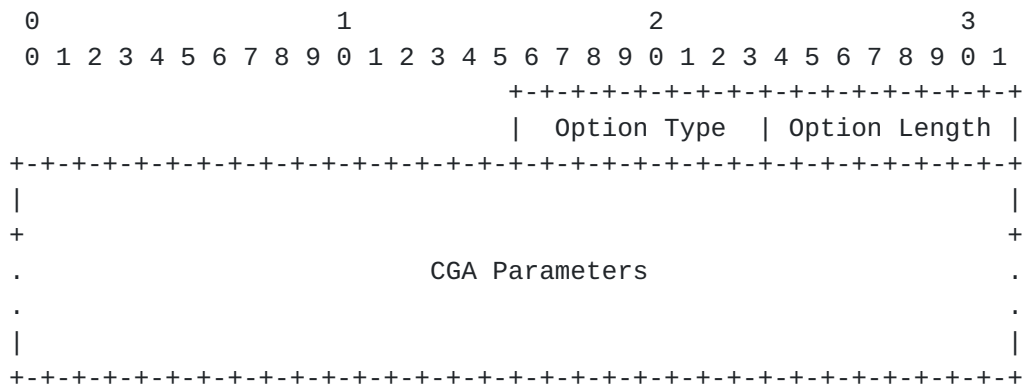 0                   1                   2                   3
 0 1 2 3 4 5 6 7 8 9 0 1 2 3 4 5 6 7 8 9 0 1 2 3 4 5 6 7 8 9 0 1
                                +-+-+-+-+-+-+-+-+-+-+-+-+-+-+-+-+
                                |  Option Type  | Option Length |
+-+-+-+-+-+-+-+-+-+-+-+-+-+-+-+-+-+-+-+-+-+-+-+-+-+-+-+-+-+-+-+-+
|                                                               |
+                                                               +
.                          CGA Parameters                       .
.                                                               .
|                                                               |
+-+-+-+-+-+-+-+-+-+-+-+-+-+-+-+-+-+-+-+-+-+-+-+-+-+-+-+-+-+-+-+-+